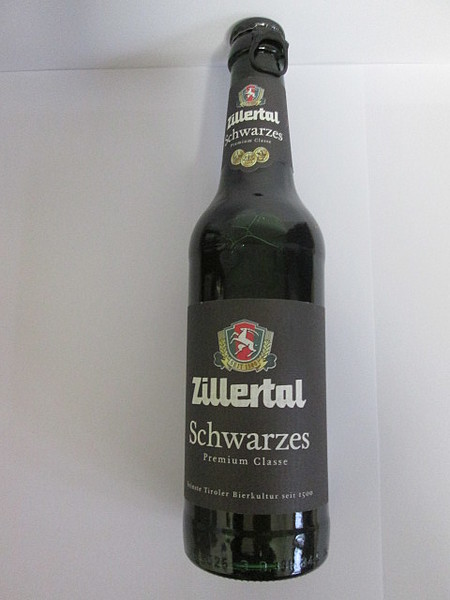 Zillertal
Schwarzes
Premium Classe
Zillertal
Schwarzes
Premium Classe
Tiroler Bierkultur seit 1500